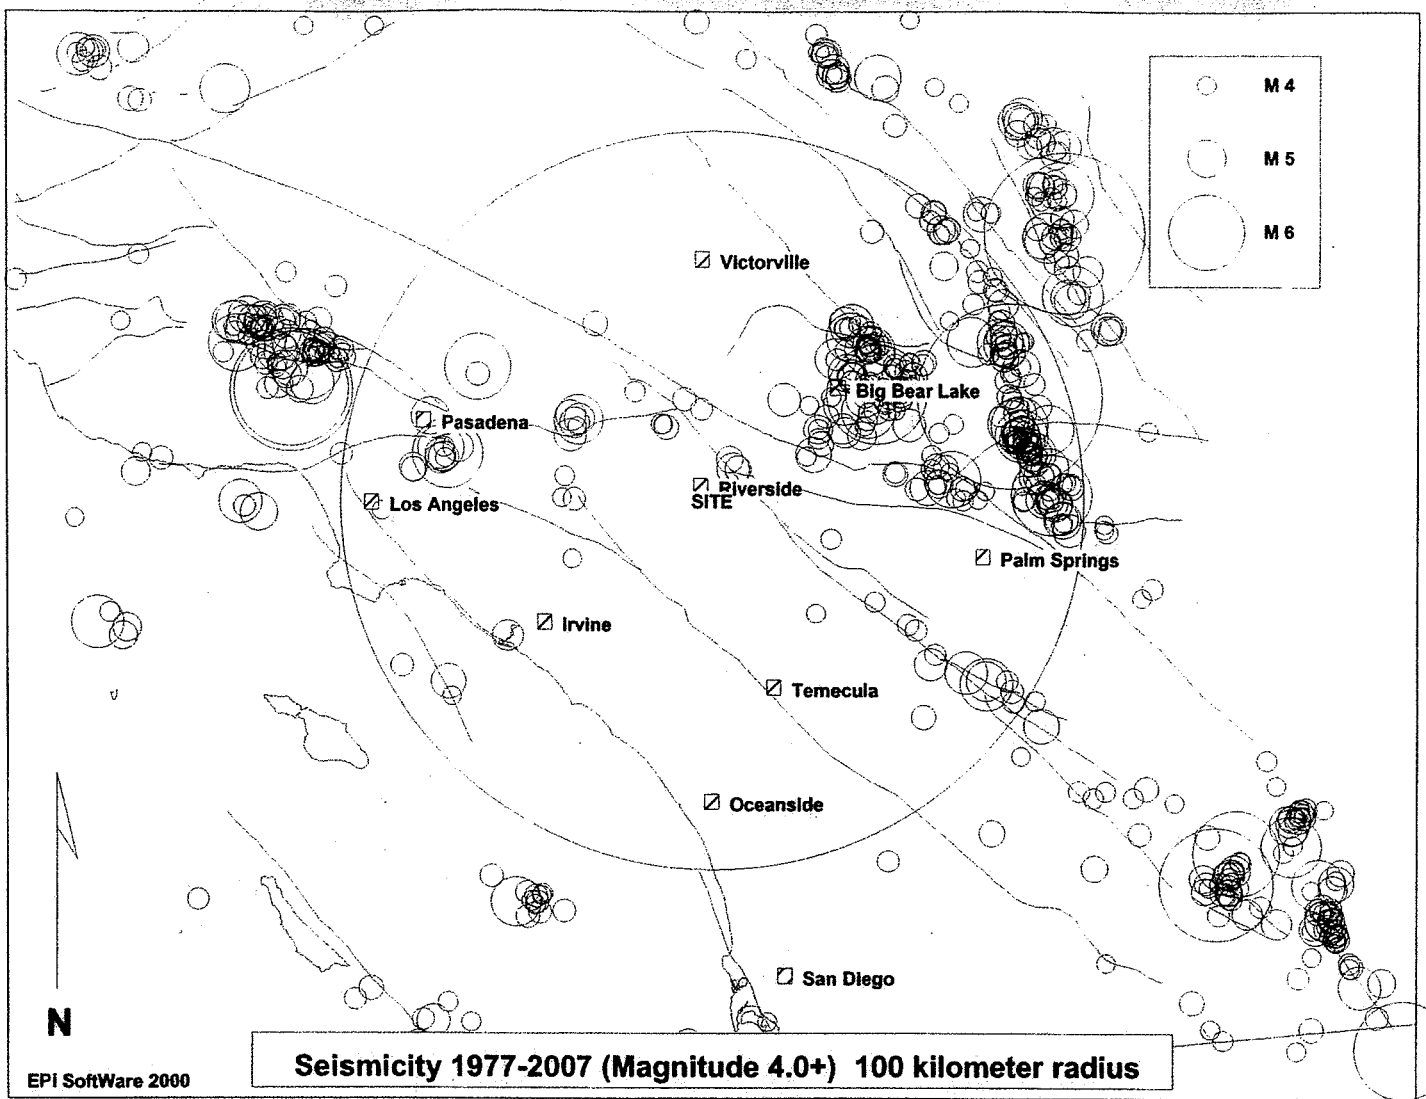 M 4
M 5
M 6
Victorville
Big Bear Lake
Pasadena
Riverside
SITE
Los Angeles
Palm Springs
Irvine
Temecula
Oceanside
San Diego
N
Seismicity 1977-2007 (Magnitude 4.0+) 100 kilometer radius
EPi SoftWare 2000